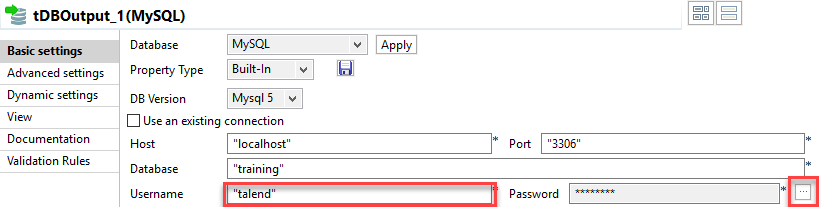 tDBOutput_1(MySQL)
Basic settings
Advanced settings
Dynamic settings
View
Documentation
Validation Rules
Database MySQL Apply
Property Type Built-In
DB Version Mysql 5
Use an existing connection
Host "localhost" * Port "3306" *
Database "training" *
Username "talend" * Password ******** * ...